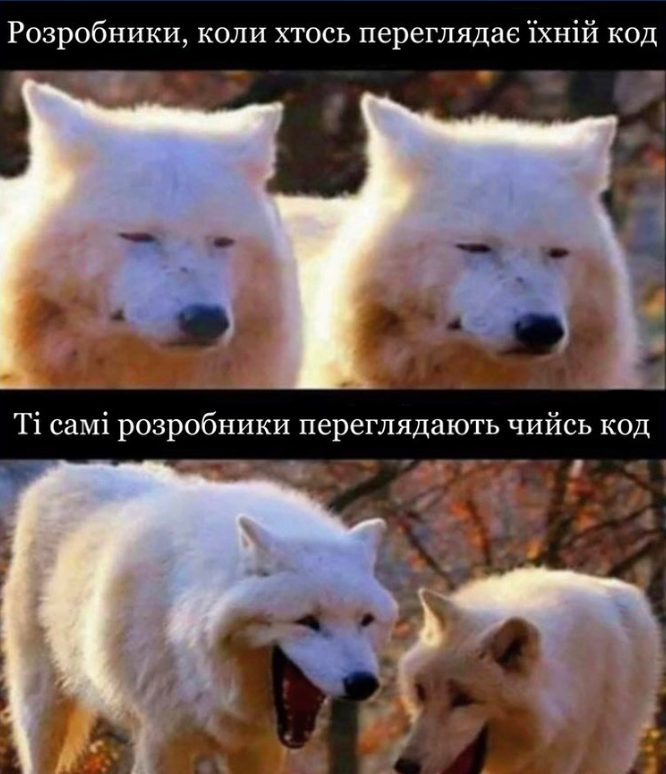 Розробники, коли хтось переглядає їхній код
Ті самі розробники переглядають чийсь код